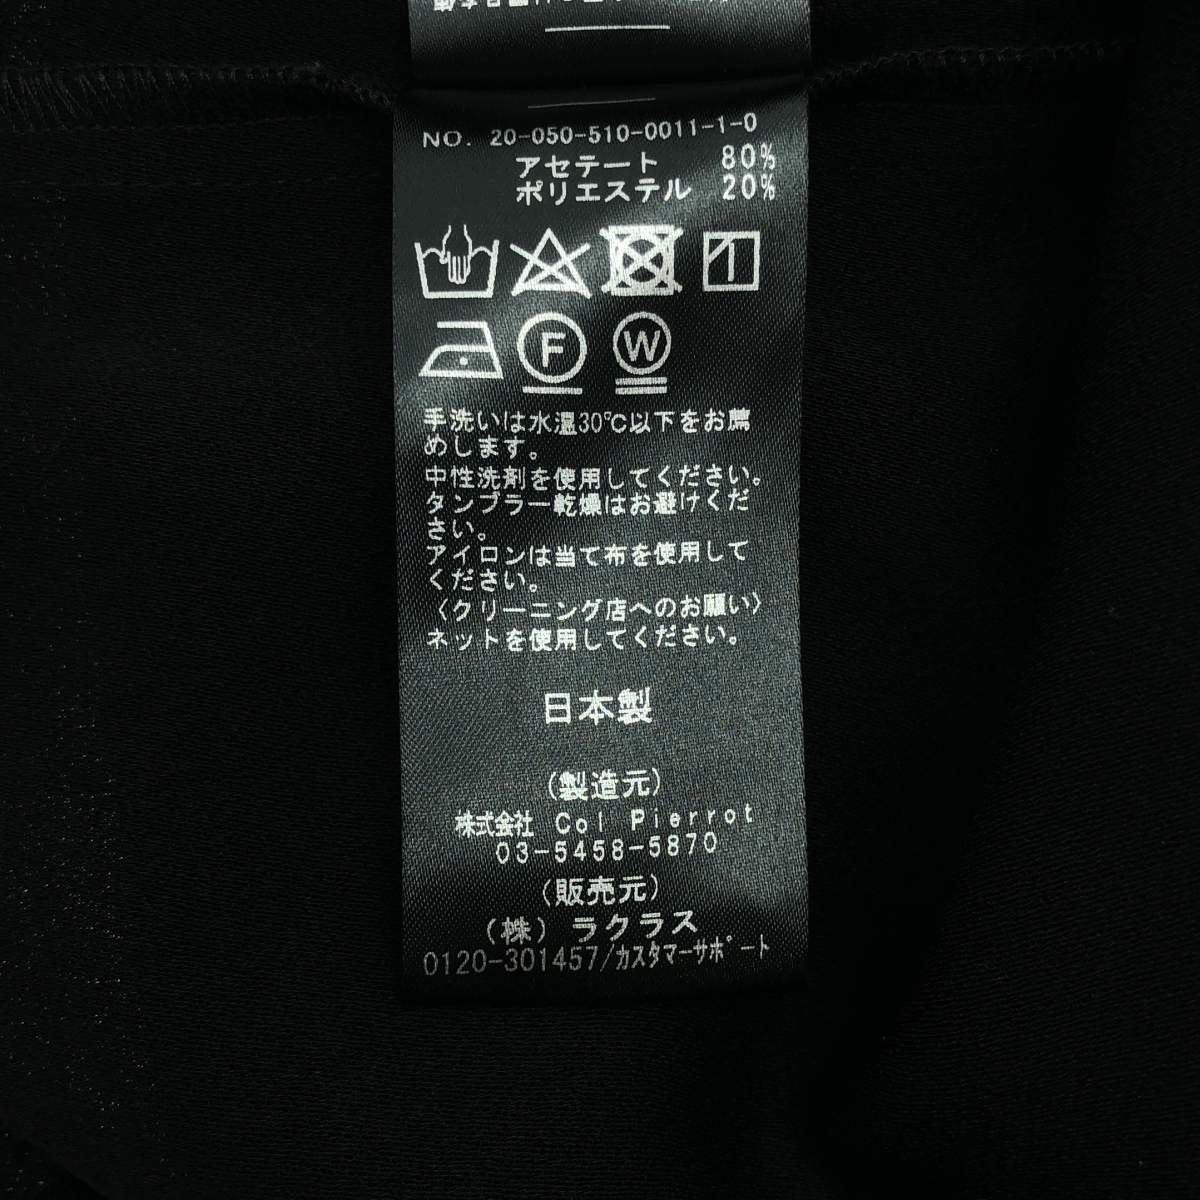 NO. 20-050-510-0011-1-0
アセテート 80%
ポリエステル 20%
F W
手洗いは水温30℃以下をお薦
めします。
中性洗剤を使用してください。
タンブラー乾燥はお避けくだ
さい。
アイロンは当て布を使用して
ください。
〈クリーニング店へのお願い〉
ネットを使用してください。
日本製
(製造元)
株式会社 Col Pierrot
03-5458-5870
(販売元)
(株) ラクラス
0120-301457/カスタマーサポート